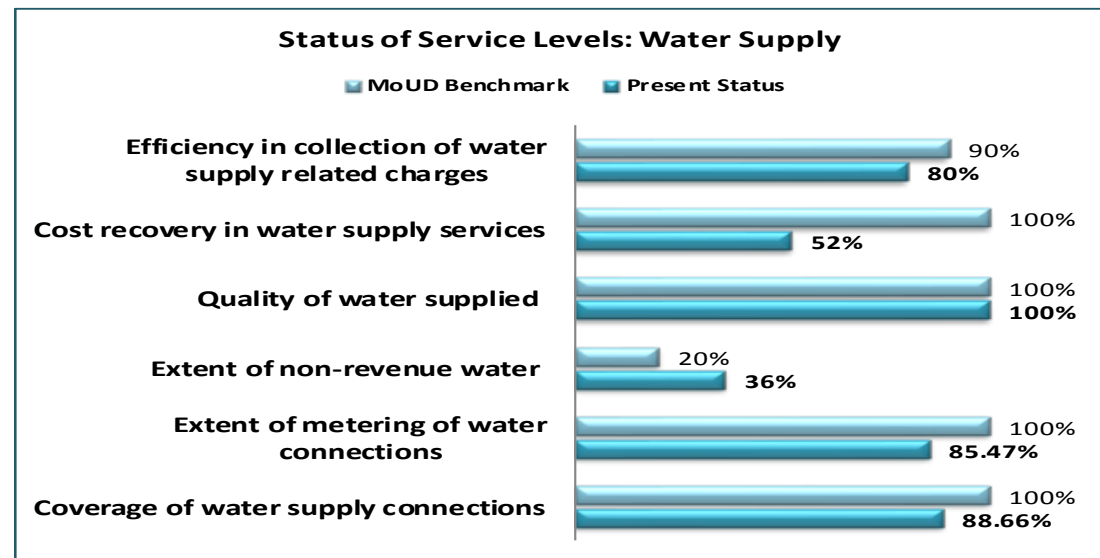 Status of Service Levels: Water Supply
MoUD Benchmark Present Status
Efficiency in collection of water
supply related charges
90%
80%
Cost recovery in water supply services
100%
52%
Quality of water supplied
100%
100%
Extent of non-revenue water
20%
36%
Extent of metering of water
connections
100%
85.47%
Coverage of water supply connections
100%
88.66%